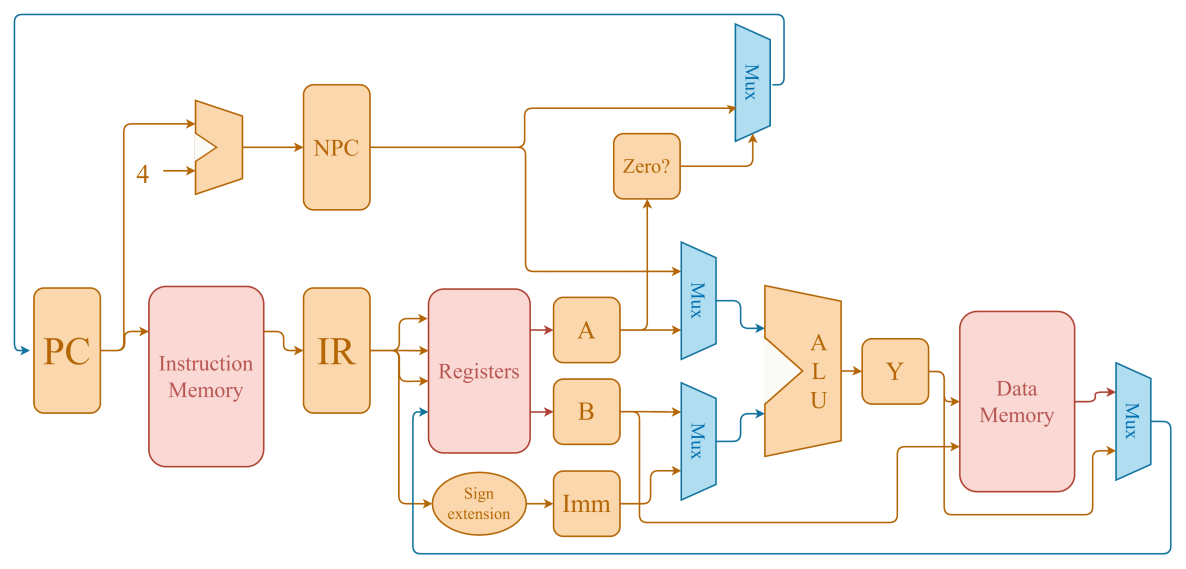 Mux
4
NPC
Zero?
PC
Instruction
Memory
IR
Registers
A
B
Sign
extension
Imm
Mux
Mux
A
L
U
Y
Data
Memory
Mux